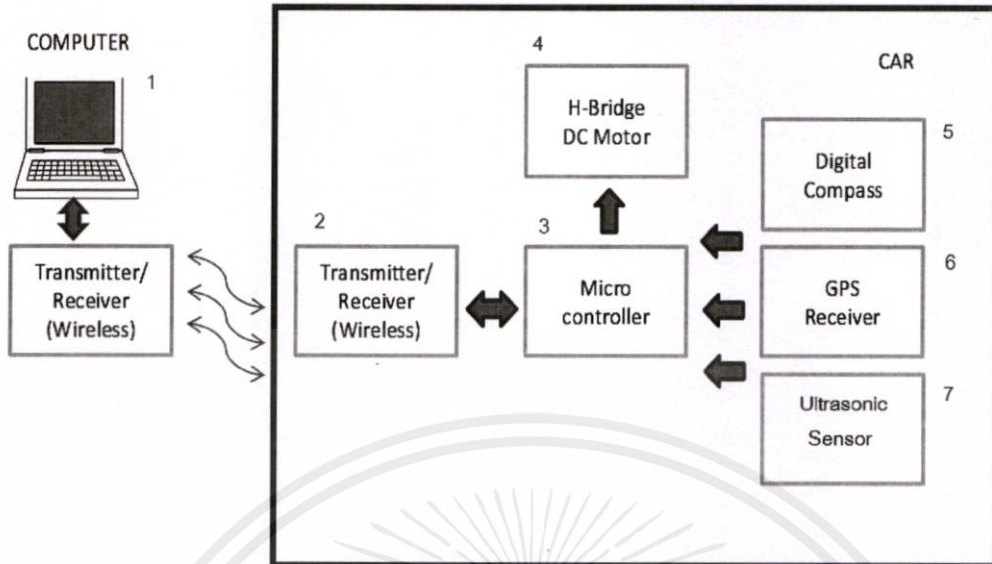 COMPUTER
1
Transmitter/
Receiver
(Wireless)
CAR
2
Transmitter/
Receiver
(Wireless)
3
Micro
controller
4
H-Bridge
DC Motor
5
Digital
Compass
6
GPS
Receiver
7
Ultrasonic
Sensor